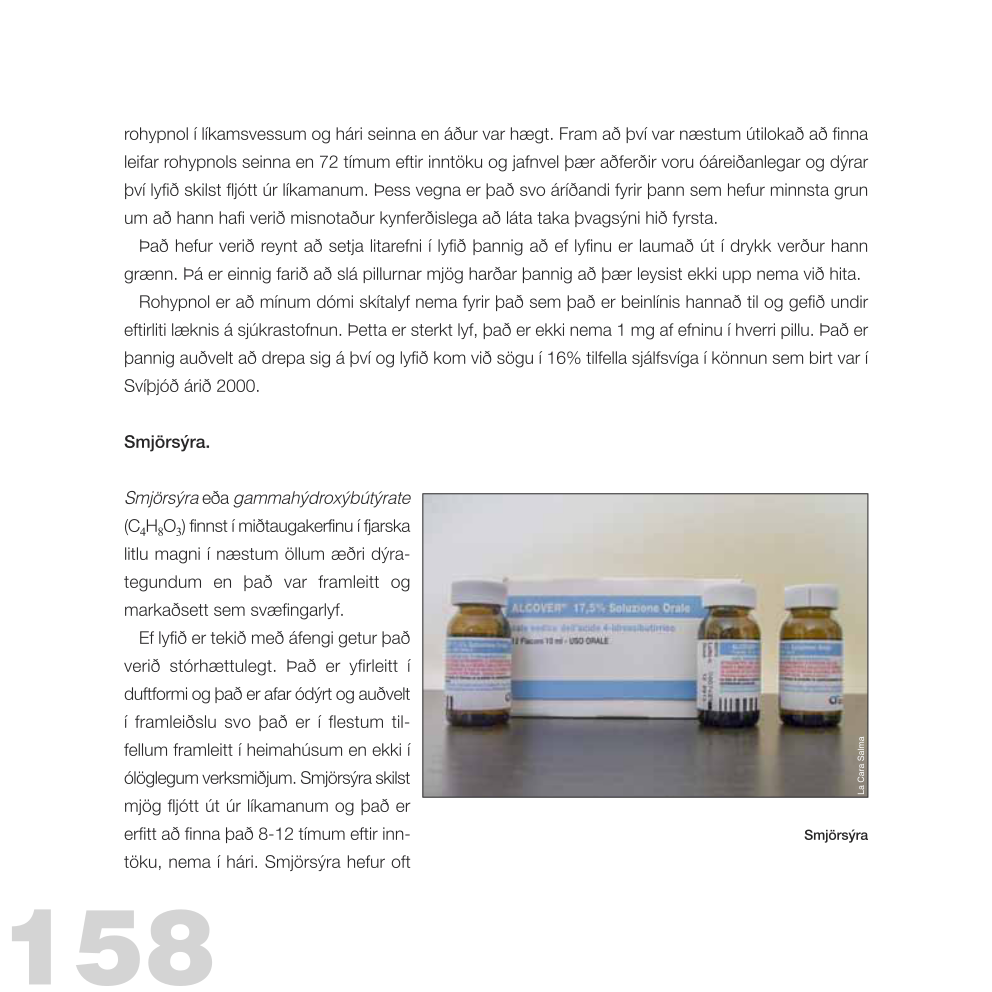 rohypnol í líkamsvessum og hári seinna en áður var hægt. Fram að því var næstum útilokað að finna
leifar rohypnols seinna en 72 tímum eftir inntöku og jafnvel þær aðferðir voru óáreiðanlegar og dýrar
því lyfið skilst fljótt úr líkamanum. Þess vegna er það svo áríðandi fyrir þann sem hefur minnsta grun
um að hann hafi verið misnotaður kynferðislega að láta taka þvagsýni hið fyrsta.
Það hefur verið reynt að setja litarefni í lyfið þannig að ef lyfinu er laumað út í drykk verður hann
grænn. Þá er einnig farið að slá pillurnar mjög harðar þannig að þær leysist ekki upp nema við hita.
Rohypnol er að mínum dómi skítalyf nema fyrir það sem það er beinlínis hannað til og gefið undir
eftirliti læknis á sjúkrastofnun. Þetta er sterkt lyf, það er ekki nema 1 mg af efninu í hverri pillu. Það er
þannig auðvelt að drepa sig á því og lyfið kom við sögu í 16% tilfella sjálfsvíga í könnun sem birt var í
Svíþjóð árið 2000.
Smjörsýra.
Smjörsýra eða gammahýdroxýbútýrate
(C₄H₈O₃) finnst í miðtaugakerfinu í fjarska
litlu magni í næstum öllum æðri dýra-
tegundum en það var framleitt og
markaðsett sem svæfingarlyf.
Ef lyfið er tekið með áfengi getur það
verið stórhættulegt. Það er yfirleitt í
duftformi og það er afar ódýrt og auðvelt
í framleiðslu svo það er í flestum til-
fellum framleitt í heimahúsum en ekki í
ólöglegum verksmiðjum. Smjörsýra skilst
mjög fljótt út úr líkamanum og það er
erfitt að finna það 8-12 tímum eftir inn-
töku, nema í hári. Smjörsýra hefur oft
ALCOVER® 17,5% Soluzione Orale
sale sodico dell'acido 4-idrossibutirrico
12 Flaconi 10 ml - USO ORALE
La Cara Salma
Smjörsýra
158